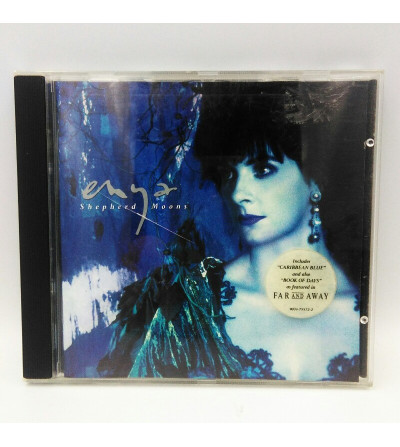 enya
Shepherd Moons
Includes
"CARIBBEAN BLUE"
and also
"BOOK OF DAYS"
as featured in
FAR AND AWAY